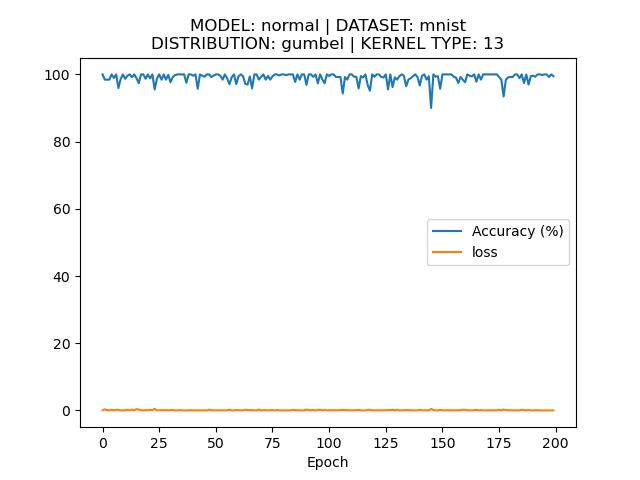 MODEL: normal | DATASET: mnist
DISTRIBUTION: gumbel | KERNEL TYPE: 13
100
80
60
40
20
0
Accuracy (%)
loss
0 25 50 75 100 125 150 175 200
Epoch